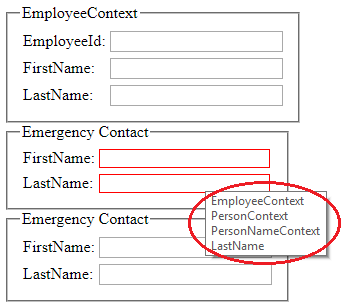 EmployeeContext
EmployeeId:
FirstName:
LastName:
Emergency Contact
FirstName:
LastName:
EmployeeContext
PersonContext
PersonNameContext
LastName
Emergency Contact
FirstName:
LastName: